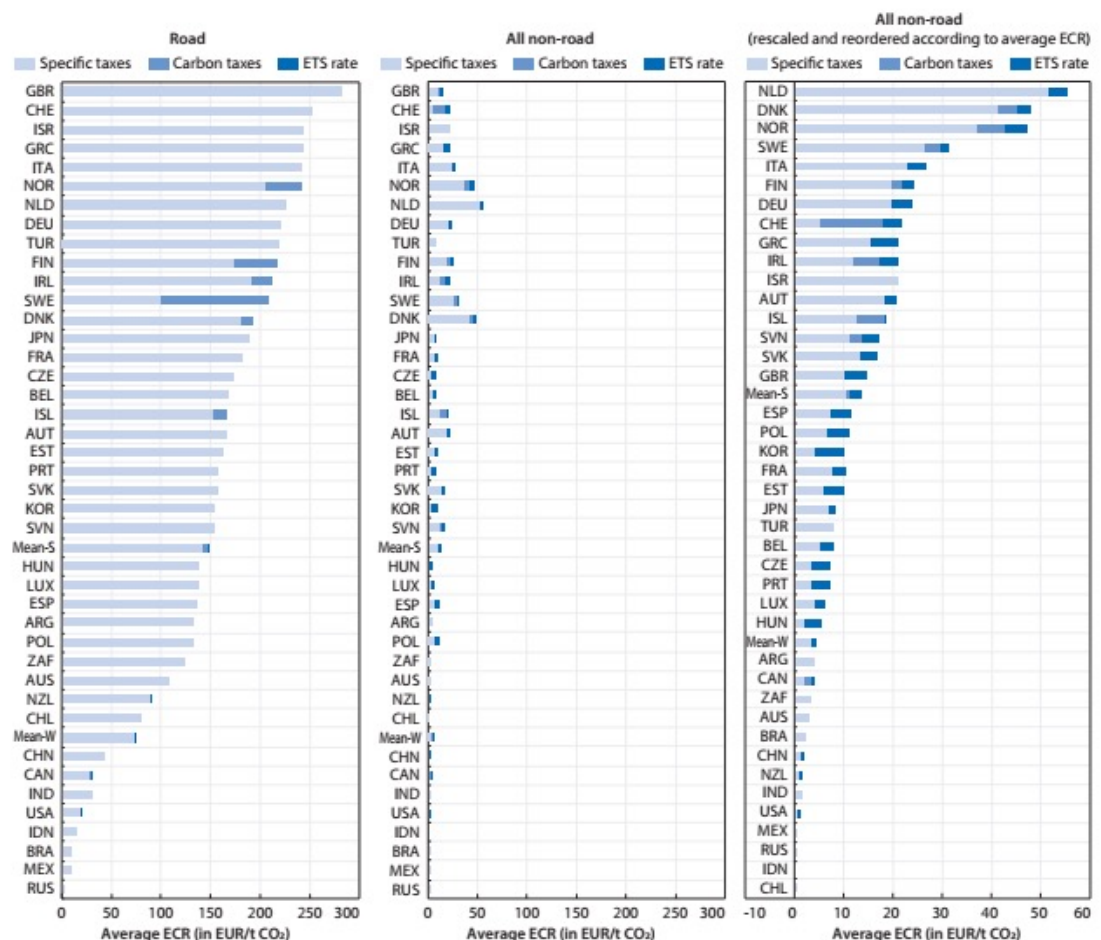 Road
Specific taxes Carbon taxes ETS rate
GBR
CHE
ISR
GRC
ITA
NOR
NLD
DEU
TUR
FIN
IRL
SWE
DNK
JPN
FRA
CZE
BEL
ISL
AUT
EST
PRT
SVK
KOR
SVN
Mean-S
HUN
LUX
ESP
ARG
POL
ZAF
AUS
NZL
CHL
Mean-W
CHN
CAN
IND
USA
IDN
BRA
MEX
RUS
0 50 100 150 200 250 300
Average ECR (in EUR/t CO₂)
All non-road
Specific taxes Carbon taxes ETS rate
GBR
CHE
ISR
GRC
ITA
NOR
NLD
DEU
TUR
FIN
IRL
SWE
DNK
JPN
FRA
CZE
BEL
ISL
AUT
EST
PRT
SVK
KOR
SVN
Mean-S
HUN
LUX
ESP
ARG
POL
ZAF
AUS
NZL
CHL
Mean-W
CHN
CAN
IND
USA
IDN
BRA
MEX
RUS
0 50 100 150 200 250 300
Average ECR (in EUR/t CO₂)
All non-road
(rescaled and reordered according to average ECR)
Specific taxes Carbon taxes ETS rate
NLD
DNK
NOR
SWE
ITA
FIN
DEU
CHE
GRC
IRL
ISR
AUT
ISL
SVN
SVK
GBR
Mean-S
ESP
POL
KOR
FRA
EST
JPN
TUR
BEL
CZE
PRT
LUX
HUN
Mean-W
ARG
CAN
ZAF
AUS
BRA
CHN
NZL
IND
USA
MEX
RUS
IDN
CHL
-10 0 10 20 30 40 50 60
Average ECR (in EUR/t CO₂)